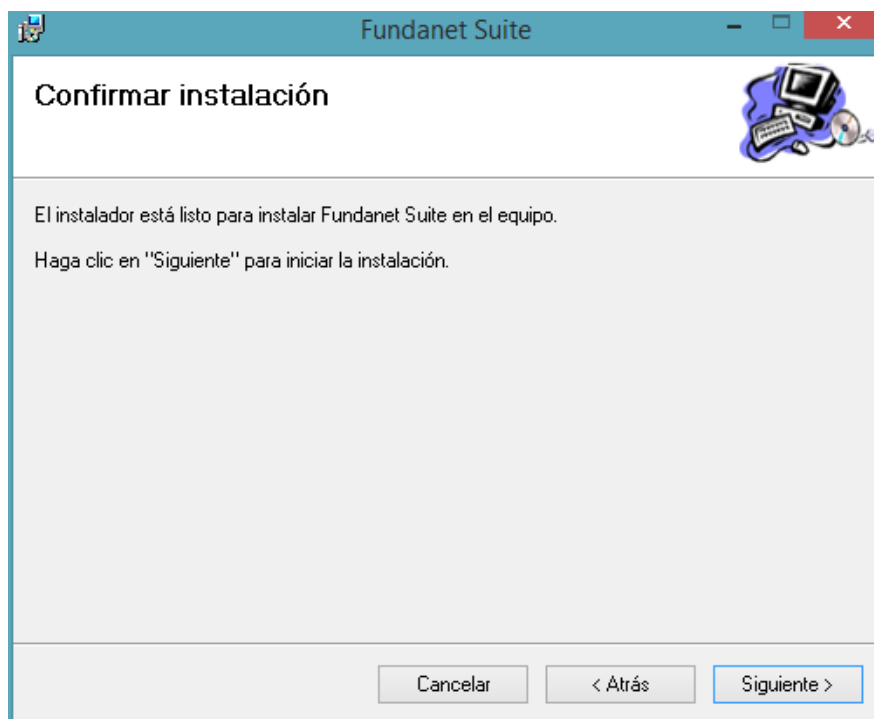 Fundanet Suite
Confirmar instalación
El instalador está listo para instalar Fundanet Suite en el equipo.
Haga clic en "Siguiente" para iniciar la instalación.
Cancelar
< Atrás
Siguiente >